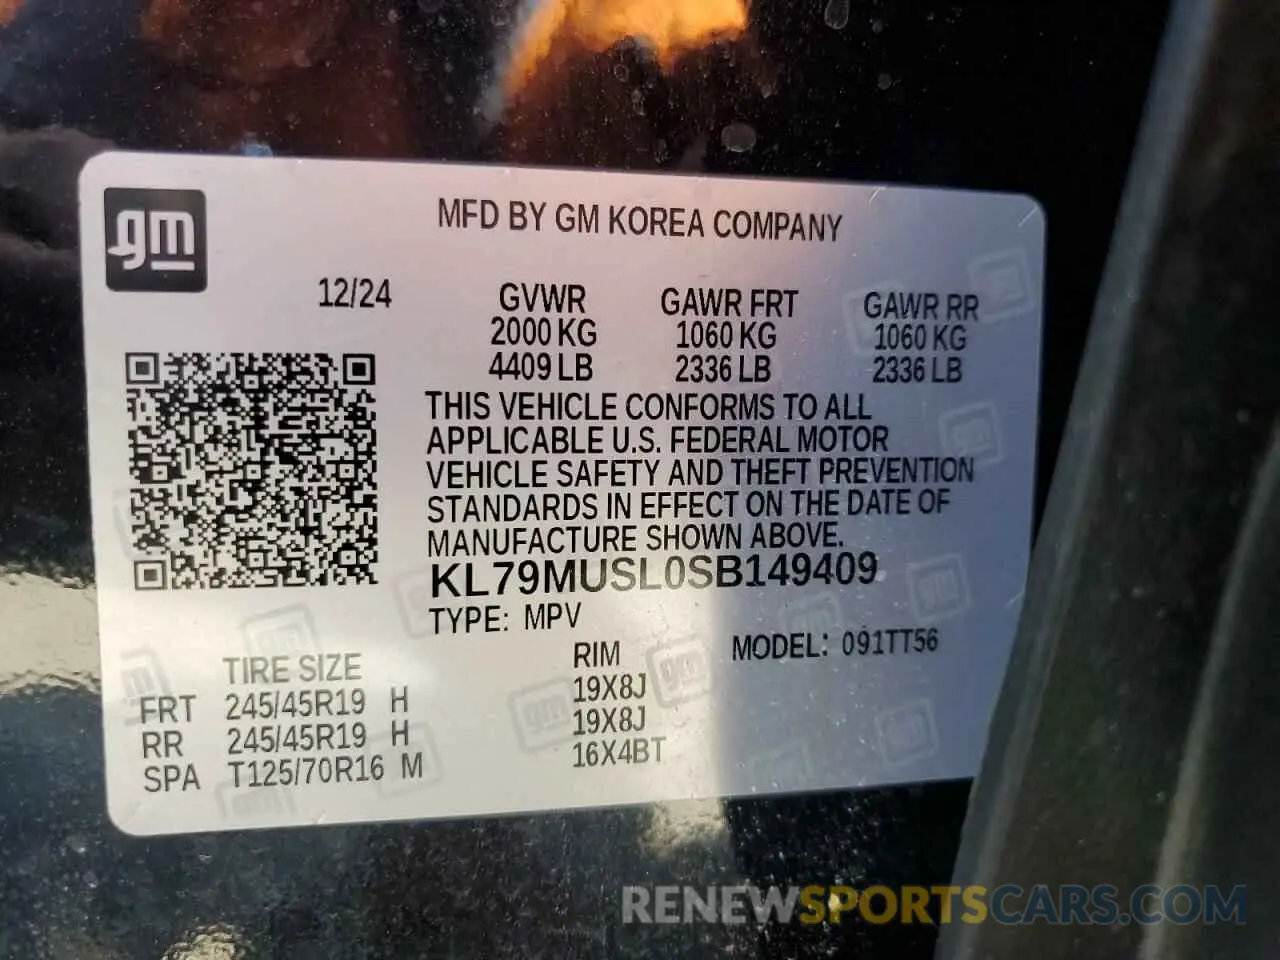 gm
MFD BY GM KOREA COMPANY
12/24 GVWR GAWR FRT GAWR RR
2000 KG 1060 KG 1060 KG
4409 LB 2336 LB 2336 LB
THIS VEHICLE CONFORMS TO ALL
APPLICABLE U.S. FEDERAL MOTOR
VEHICLE SAFETY AND THEFT PREVENTION
STANDARDS IN EFFECT ON THE DATE OF
MANUFACTURE SHOWN ABOVE.
KL79MUSL0SB149409
TYPE: MPV
MODEL: 091TT56
TIRE SIZE RIM
FRT 245/45R19 H 19X8J
RR 245/45R19 H 19X8J
SPA T125/70R16 M 16X4BT
RENEWSPORTSCARS.COM